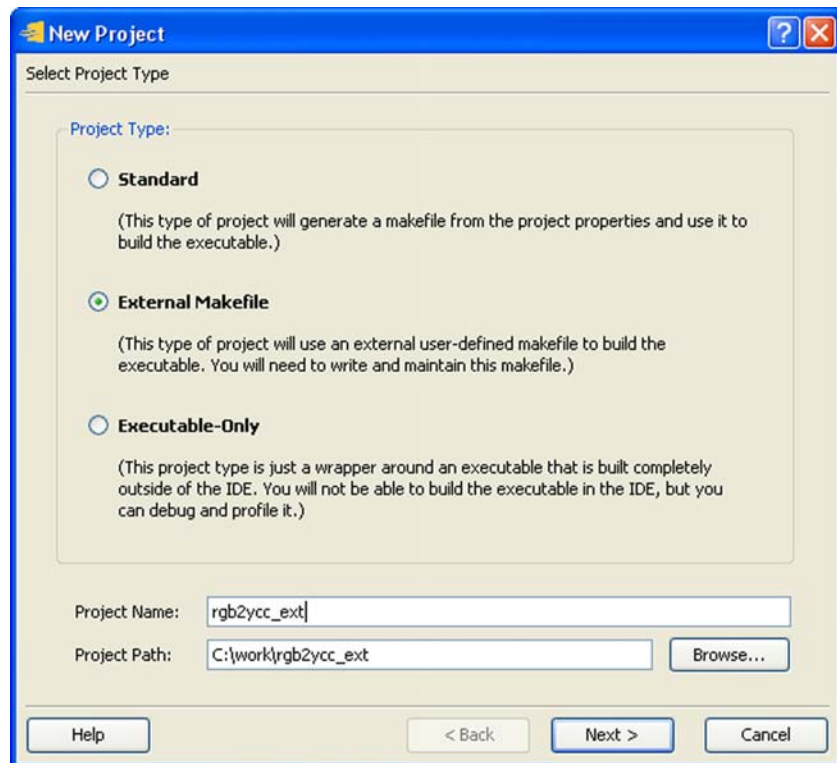 New Project
Select Project Type
Project Type:
Standard
(This type of project will generate a makefile from the project properties and use it to
build the executable.)
External Makefile
(This type of project will use an external user-defined makefile to build the
executable. You will need to write and maintain this makefile.)
Executable-Only
(This project type is just a wrapper around an executable that is built completely
outside of the IDE. You will not be able to build the executable in the IDE, but you
can debug and profile it.)
Project Name: rgb2ycc_ext
Project Path: C:\work\rgb2ycc_ext Browse...
Help < Back Next > Cancel